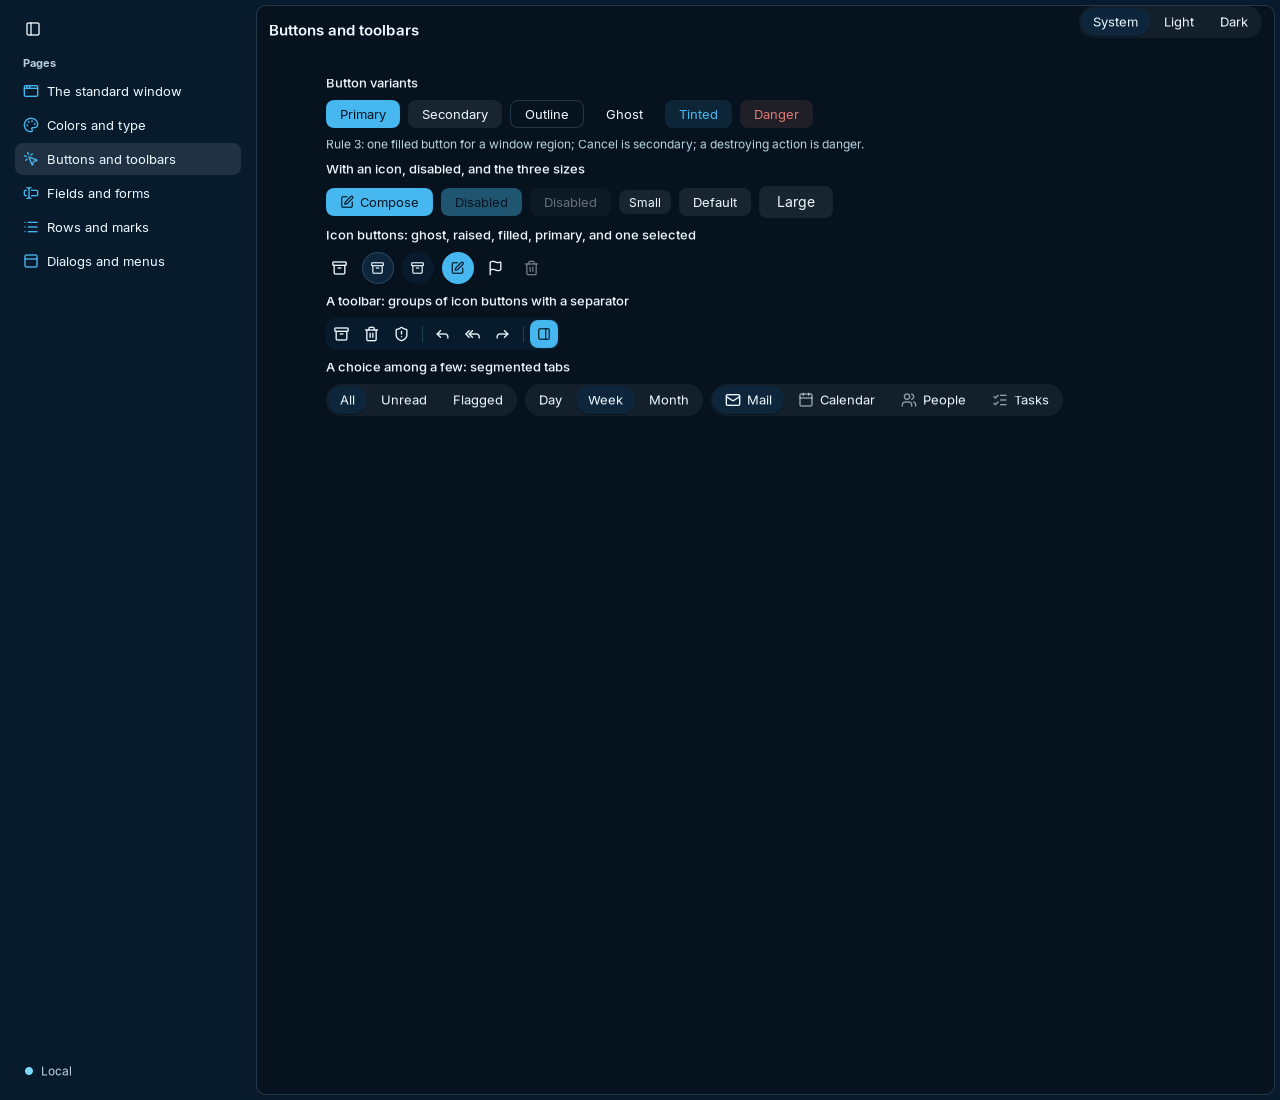 Pages
The standard window
Colors and type
Buttons and toolbars
Fields and forms
Rows and marks
Dialogs and menus
Local
Buttons and toolbars
System Light Dark
Button variants
Primary Secondary Outline Ghost Tinted Danger
Rule 3: one filled button for a window region; Cancel is secondary; a destroying action is danger.
With an icon, disabled, and the three sizes
Compose Disabled Disabled Small Default Large
Icon buttons: ghost, raised, filled, primary, and one selected
A toolbar: groups of icon buttons with a separator
A choice among a few: segmented tabs
All Unread Flagged Day Week Month Mail Calendar People Tasks